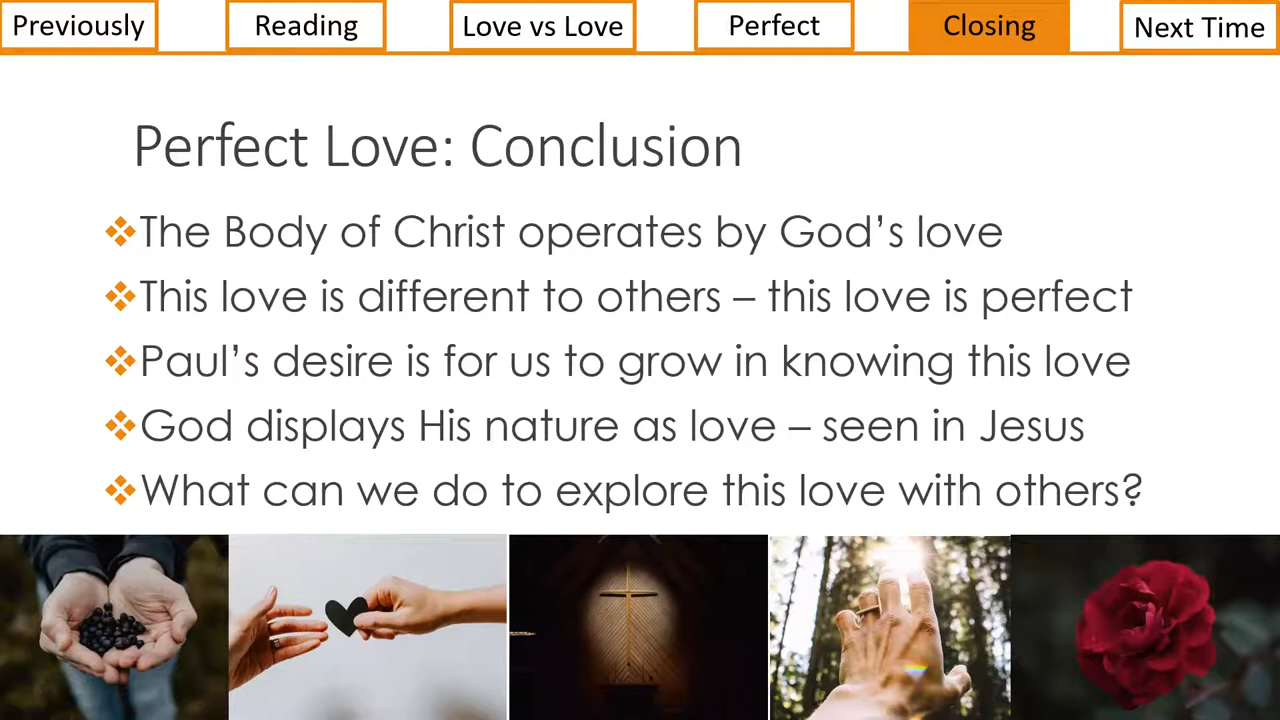 Previously
Reading
Love vs Love
Perfect
Closing
Next Time
Perfect Love: Conclusion
The Body of Christ operates by God’s love
This love is different to others – this love is perfect
Paul’s desire is for us to grow in knowing this love
God displays His nature as love – seen in Jesus
What can we do to explore this love with others?